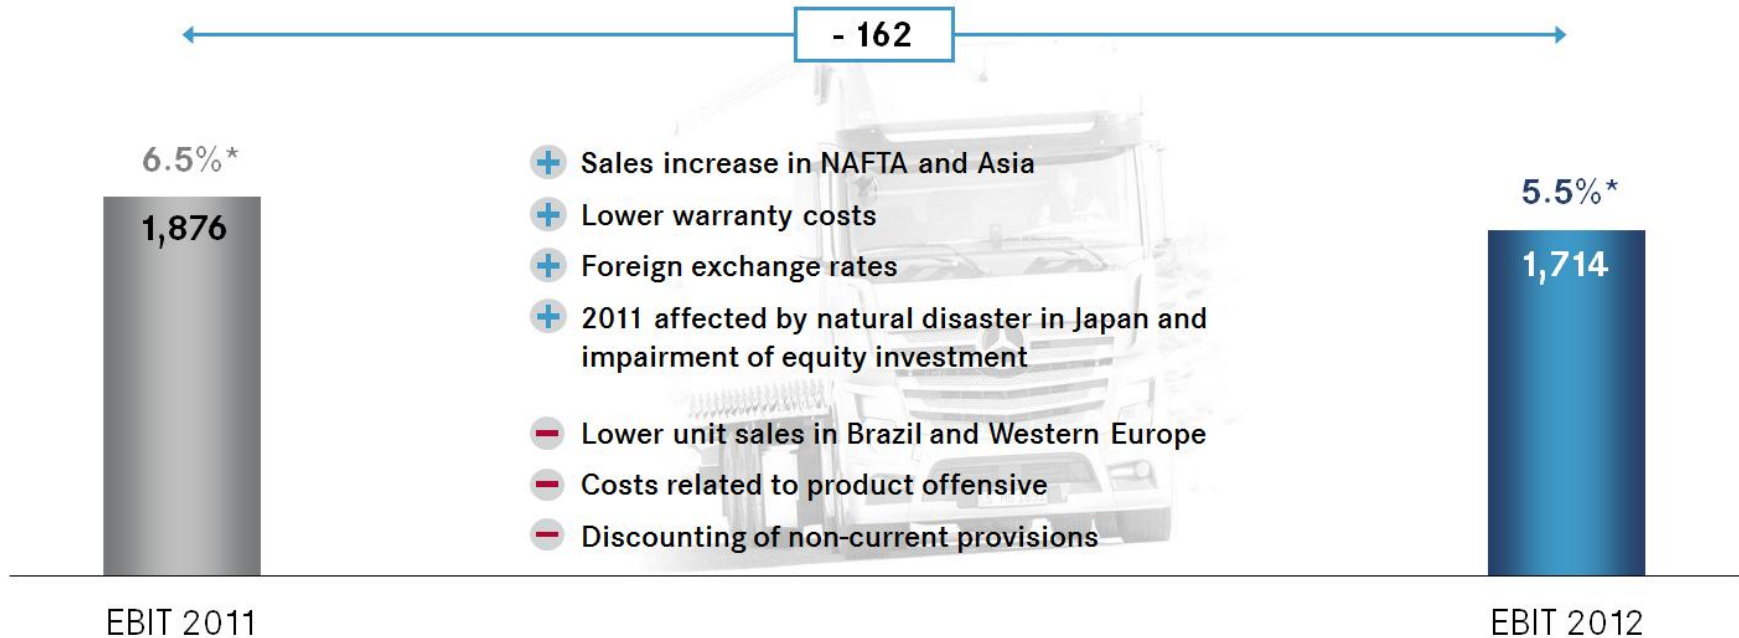 - 162
6.5%*
1,876
+ Sales increase in NAFTA and Asia
+ Lower warranty costs
+ Foreign exchange rates
+ 2011 affected by natural disaster in Japan and
impairment of equity investment
− Lower unit sales in Brazil and Western Europe
− Costs related to product offensive
− Discounting of non-current provisions
5.5%*
1,714
EBIT 2011
EBIT 2012